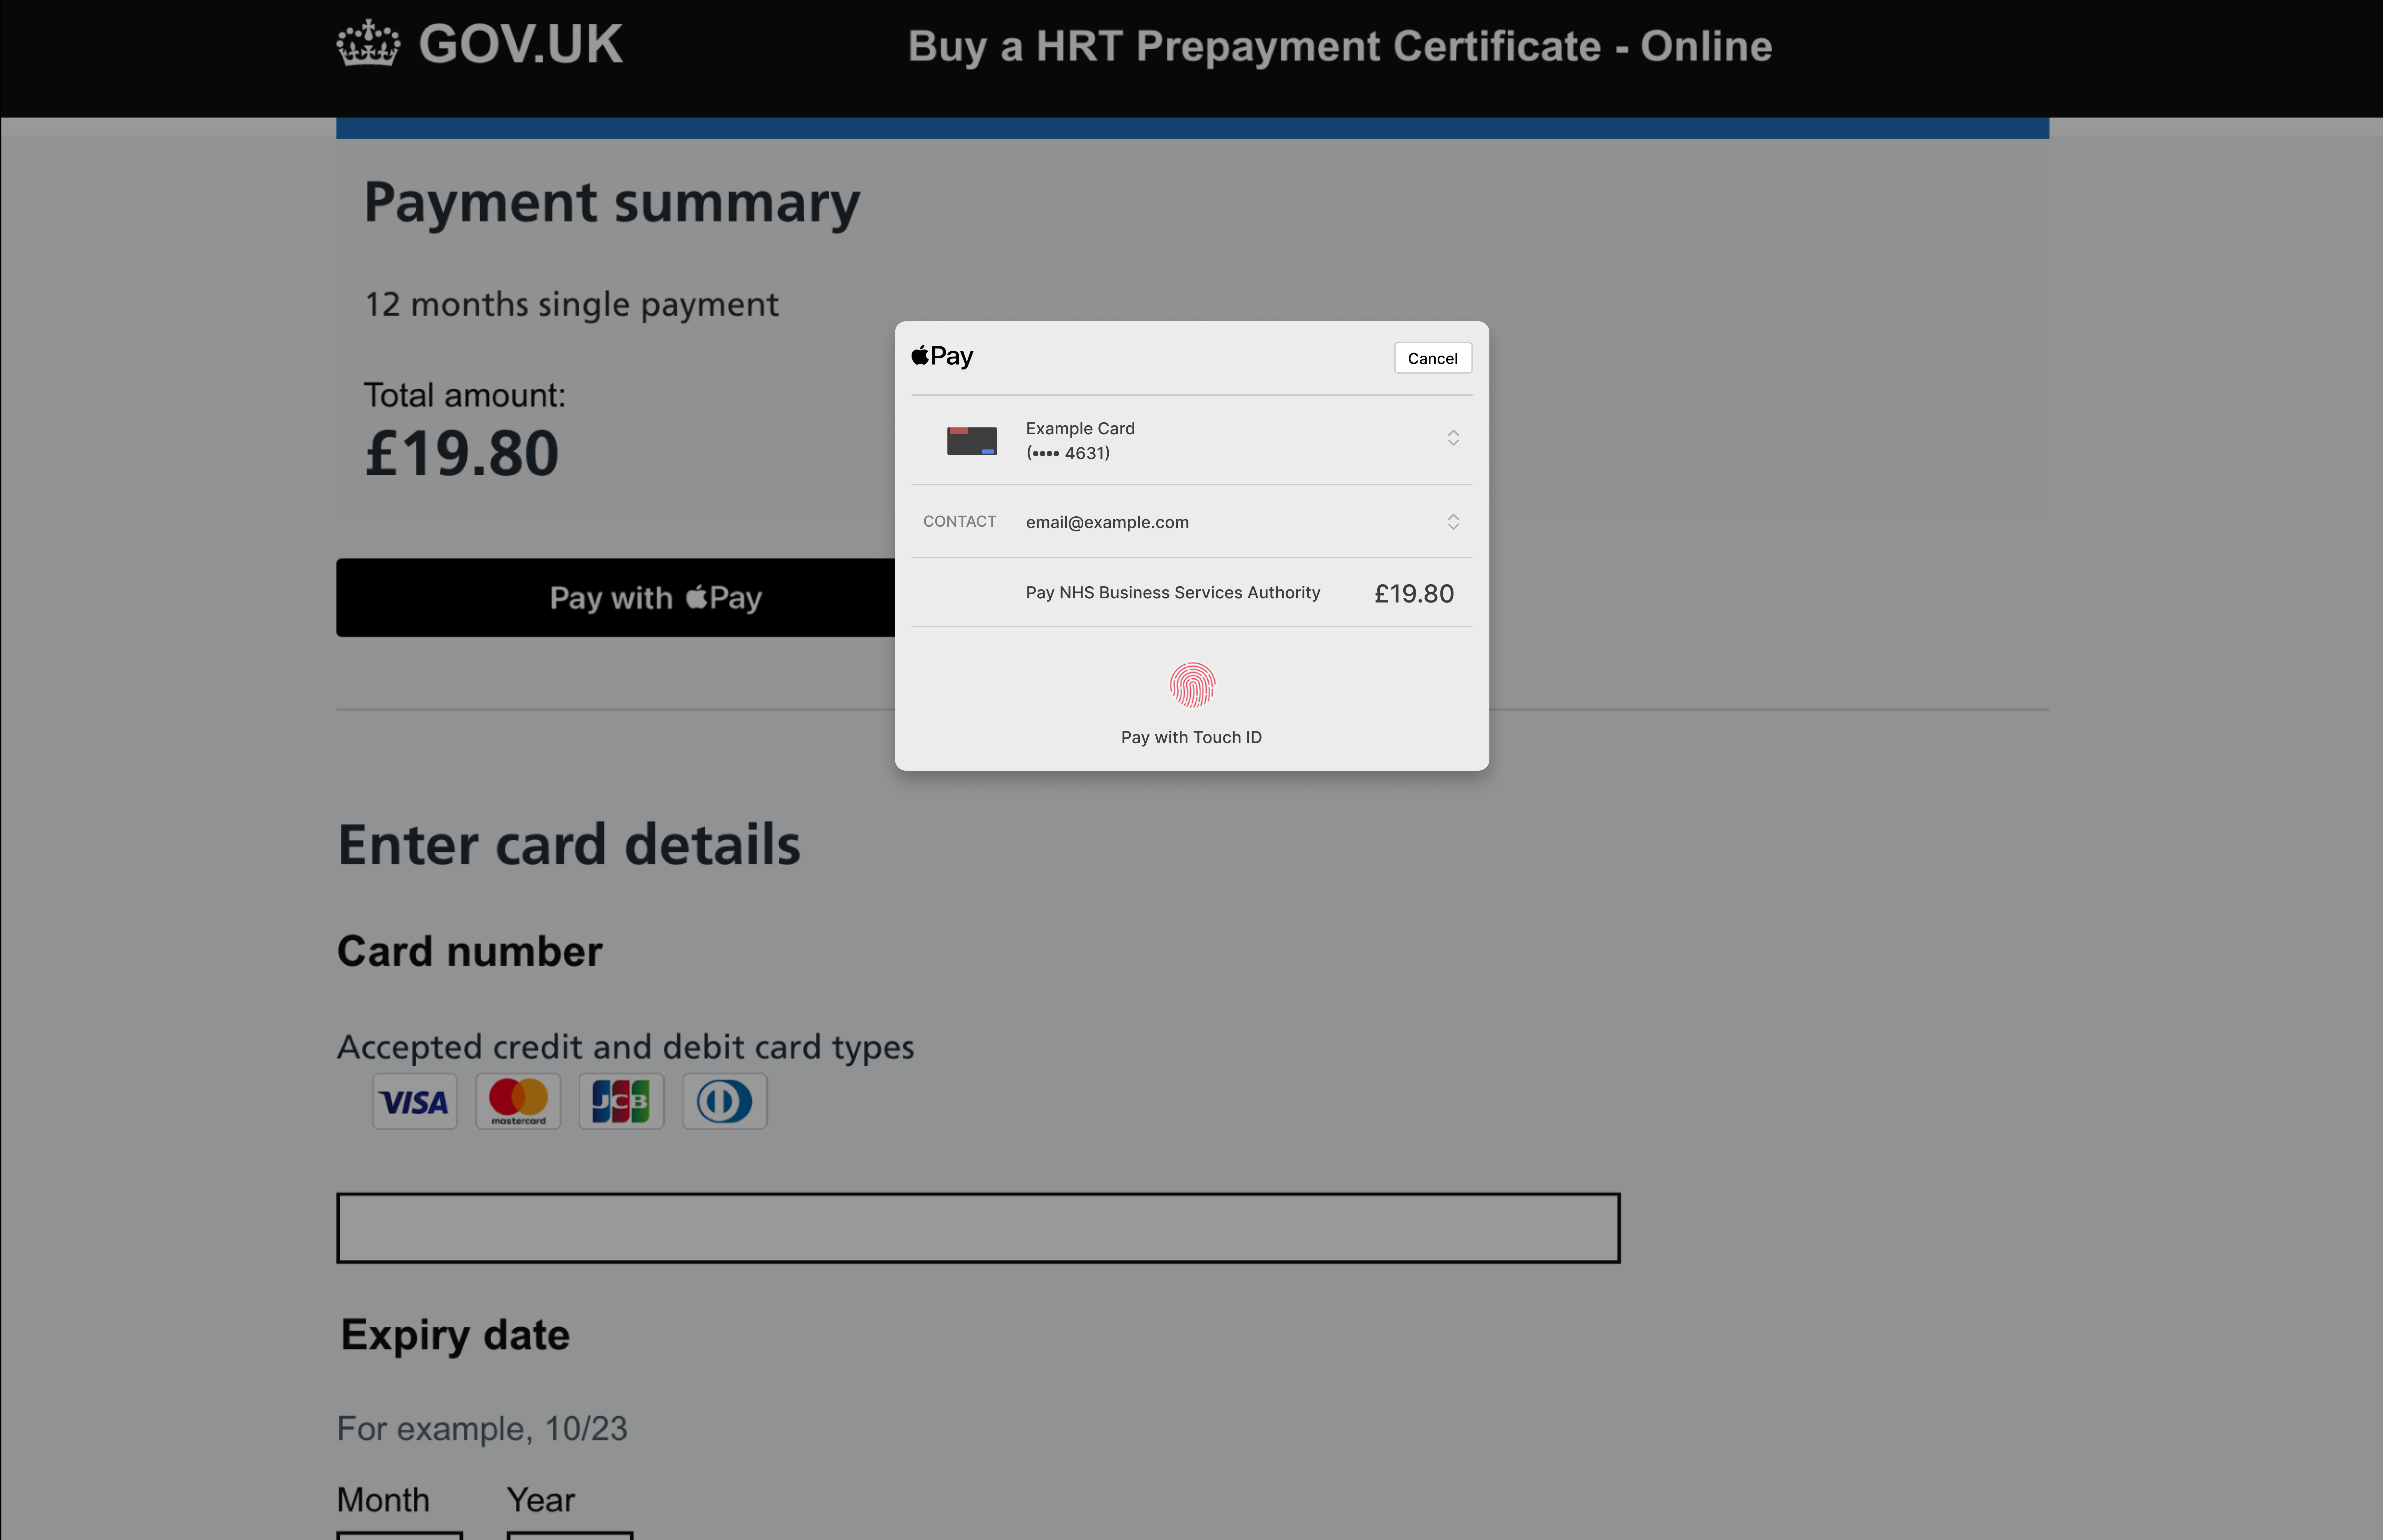 GOV.UK
Buy a HRT Prepayment Certificate - Online
Payment summary
12 months single payment
Total amount:
£19.80
Pay with Pay
Pay
Cancel
Example Card
(•••• 4631)
CONTACT
email@example.com
Pay NHS Business Services Authority
£19.80
Pay with Touch ID
Enter card details
Card number
Accepted credit and debit card types
VISA
mastercard
JCB
Expiry date
For example, 10/23
Month
Year